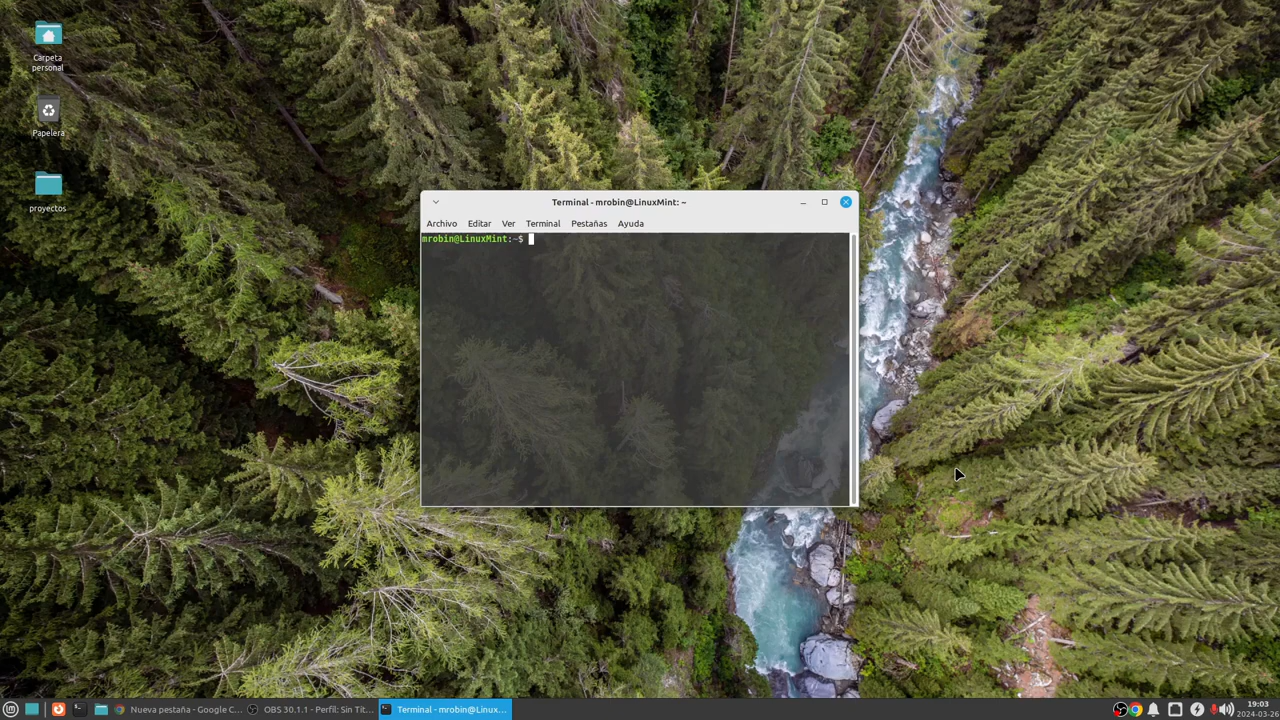 Carpeta
personal
Papelera
proyectos
Terminal - mrobin@LinuxMint: ~
Archivo Editar Ver Terminal Pestañas Ayuda
mrobin@LinuxMint:~$
Nueva pestaña - Google C... OBS 30.1.1 - Perfil: Sin Tít... Terminal - mrobin@Linux...
19:03
2024-03-26